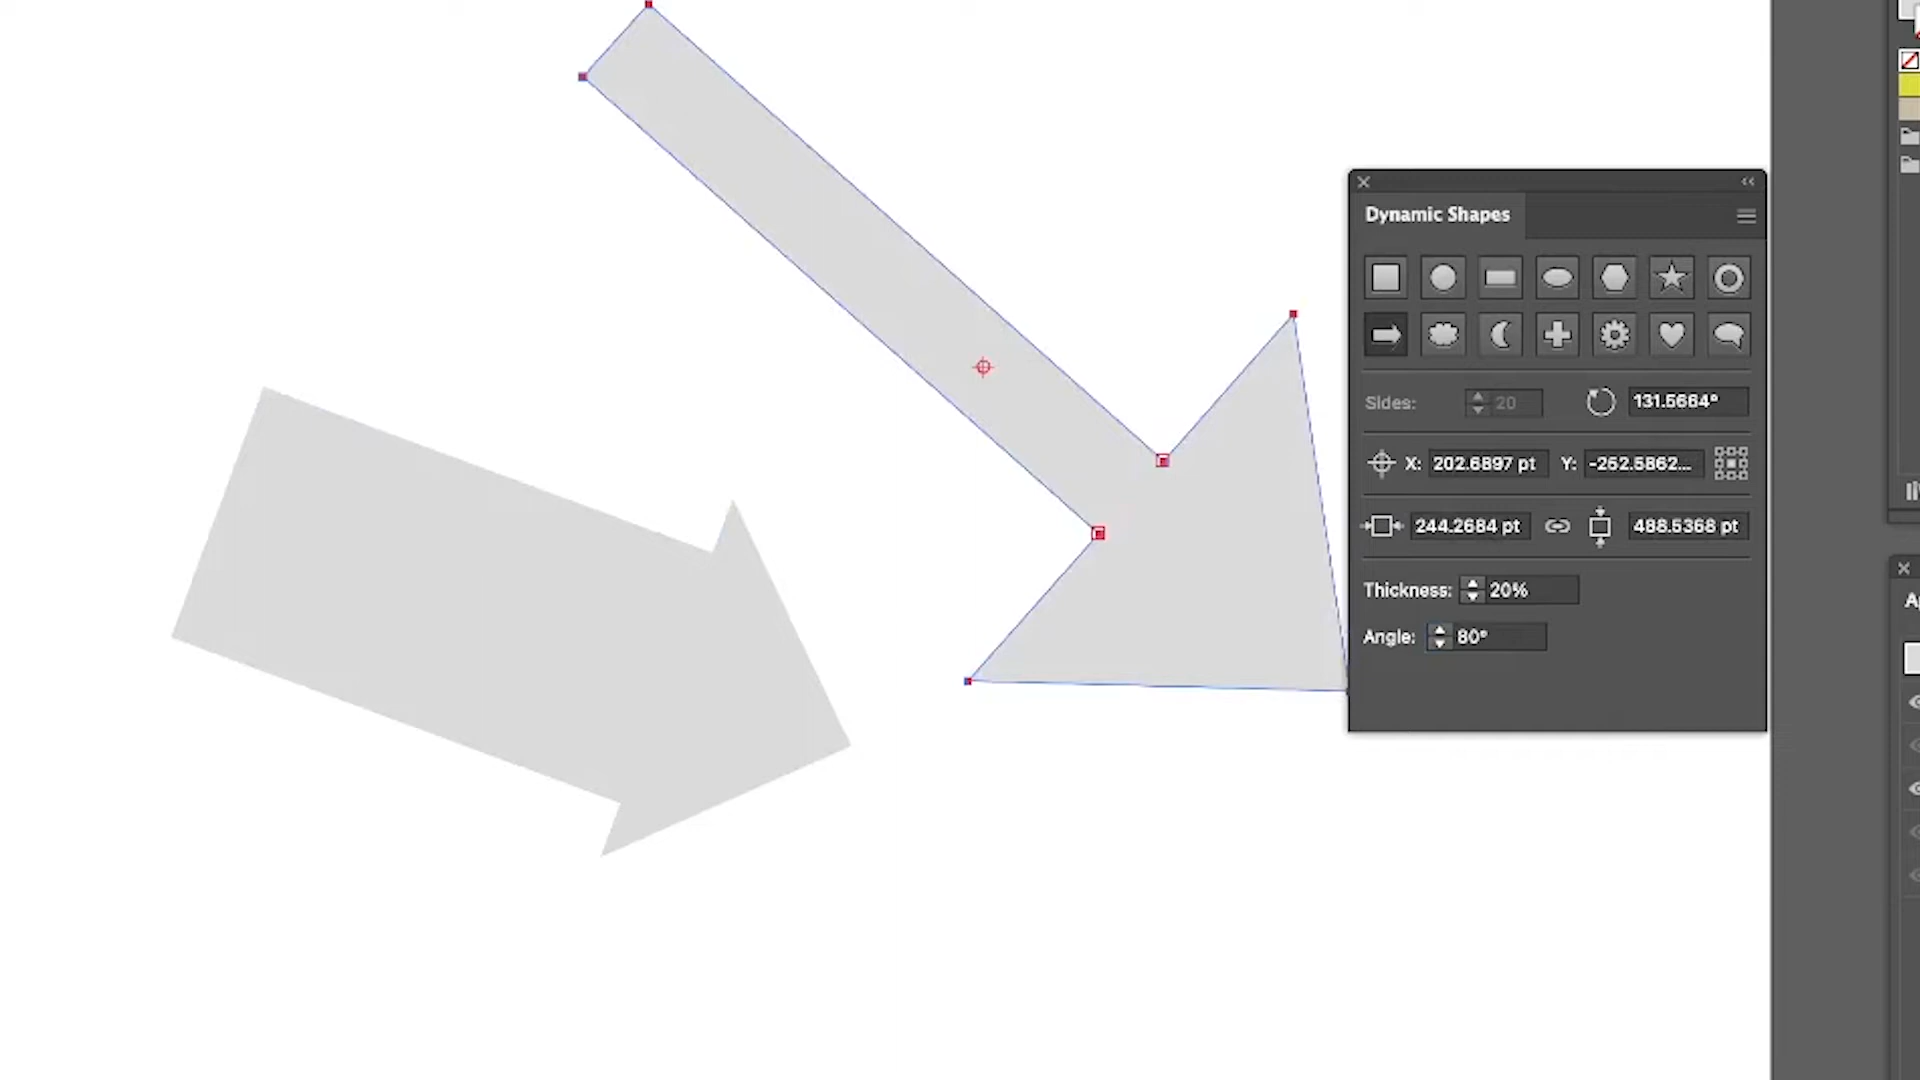 Dynamic Shapes
Sides: 20 131.5664°
X: 202.6897 pt Y: -252.5862...
244.2684 pt 488.5368 pt
Thickness: 20%
Angle: 80°